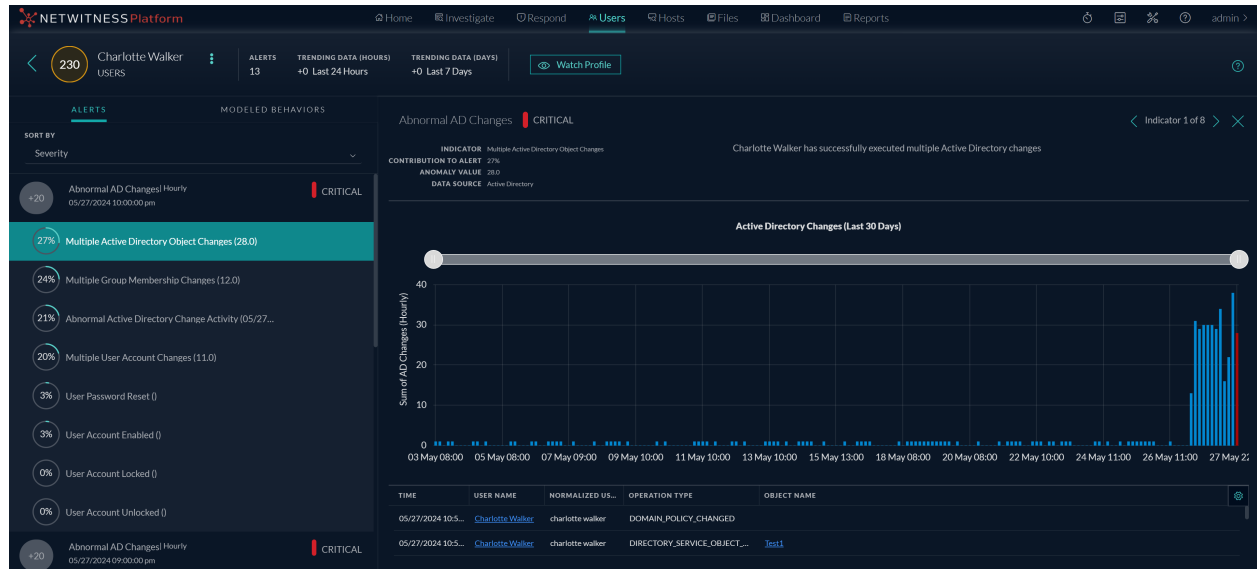 NETWITNESS Platform
Home Investigate Respond Users Hosts Files Dashboard Reports admin >
230 Charlotte Walker USERS
ALERTS 13
TRENDING DATA (HOURS) +0 Last 24 Hours
TRENDING DATA (DAYS) +0 Last 7 Days
Watch Profile
ALERTS MODELED BEHAVIORS
SORT BY
Severity
+20 Abnormal AD Changes| Hourly CRITICAL
05/27/2024 10:00:00 pm
27% Multiple Active Directory Object Changes (28.0)
24% Multiple Group Membership Changes (12.0)
21% Abnormal Active Directory Change Activity (05/27...
20% Multiple User Account Changes (11.0)
3% User Password Reset ()
3% User Account Enabled ()
0% User Account Locked ()
0% User Account Unlocked ()
+20 Abnormal AD Changes| Hourly CRITICAL
05/27/2024 09:00:00 pm
Abnormal AD Changes CRITICAL
Indicator 1 of 8
INDICATOR Multiple Active Directory Object Changes
CONTRIBUTION TO ALERT 27%
ANOMALY VALUE 28.0
DATA SOURCE Active Directory
Charlotte Walker has successfully executed multiple Active Directory changes
Active Directory Changes (Last 30 Days)
Sum of AD Changes (Hourly)
40
30
20
10
0
03 May 08:00 05 May 08:00 07 May 09:00 09 May 10:00 11 May 10:00 13 May 10:00 15 May 13:00 18 May 08:00 20 May 08:00 22 May 10:00 24 May 11:00 26 May 11:00 27 May 22:
TIME USER NAME NORMALIZED US... OPERATION TYPE OBJECT NAME
05/27/2024 10:5... Charlotte Walker charlotte walker DOMAIN_POLICY_CHANGED
05/27/2024 10:5... Charlotte Walker charlotte walker DIRECTORY_SERVICE_OBJECT_... Test1